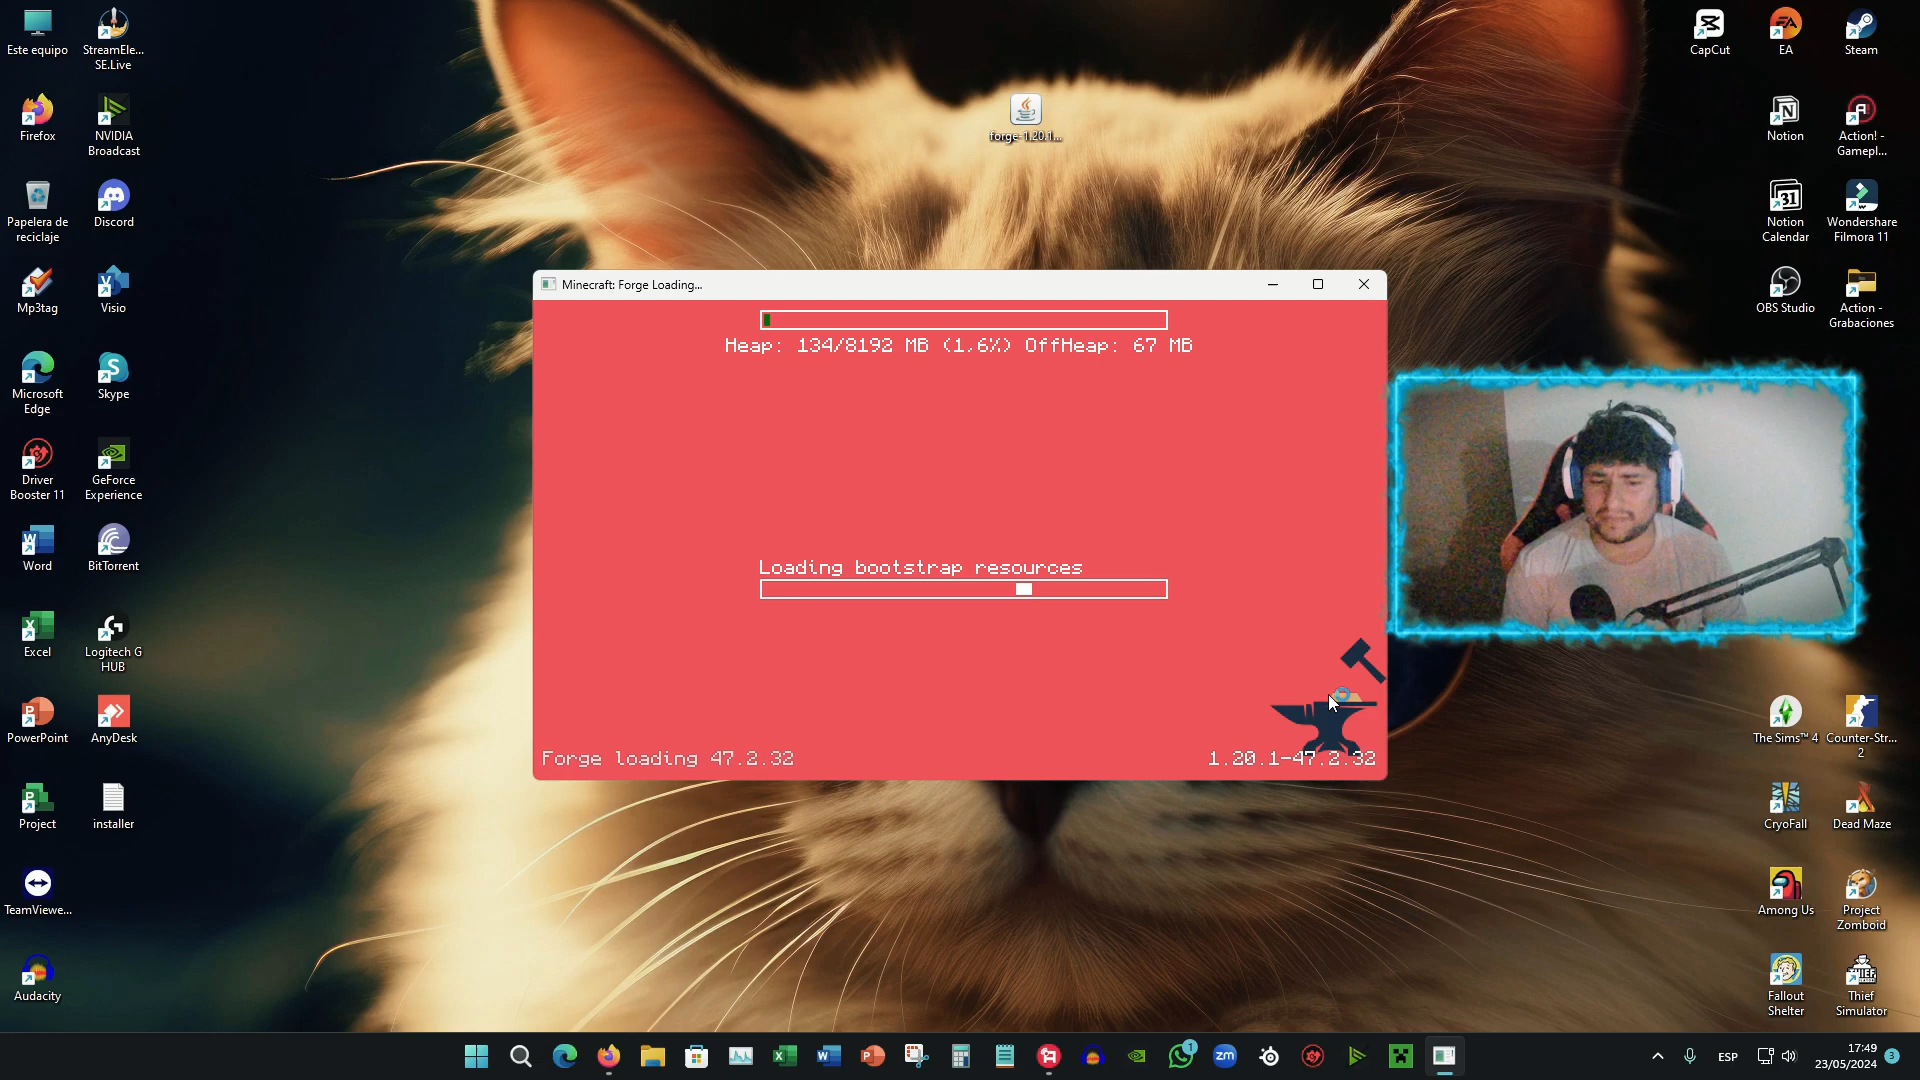 Este equipo
StreamEle...
SE.Live
Firefox
NVIDIA
Broadcast
Papelera de
reciclaje
Discord
Mp3tag
Visio
Microsoft
Edge
Skype
Driver
Booster 11
GeForce
Experience
Word
BitTorrent
Excel
Logitech G
HUB
PowerPoint
AnyDesk
Project
installer
TeamViewe...
Audacity
forge-1.20.1...
CapCut
EA
Steam
Notion
Action! -
Gamepl...
Notion
Calendar
Wondershare
Filmora 11
OBS Studio
Action -
Grabaciones
Minecraft: Forge Loading...
Heap: 134/8192 MB (1,6%) OffHeap: 67 MB
Loading bootstrap resources
Forge loading 47.2.32
1.20.1-47.2.32
The Sims™ 4
Counter-Str...
2
CryoFall
Dead Maze
Among Us
Project
Zomboid
Fallout
Shelter
Thief
Simulator
ESP
17:49
23/05/2024
3